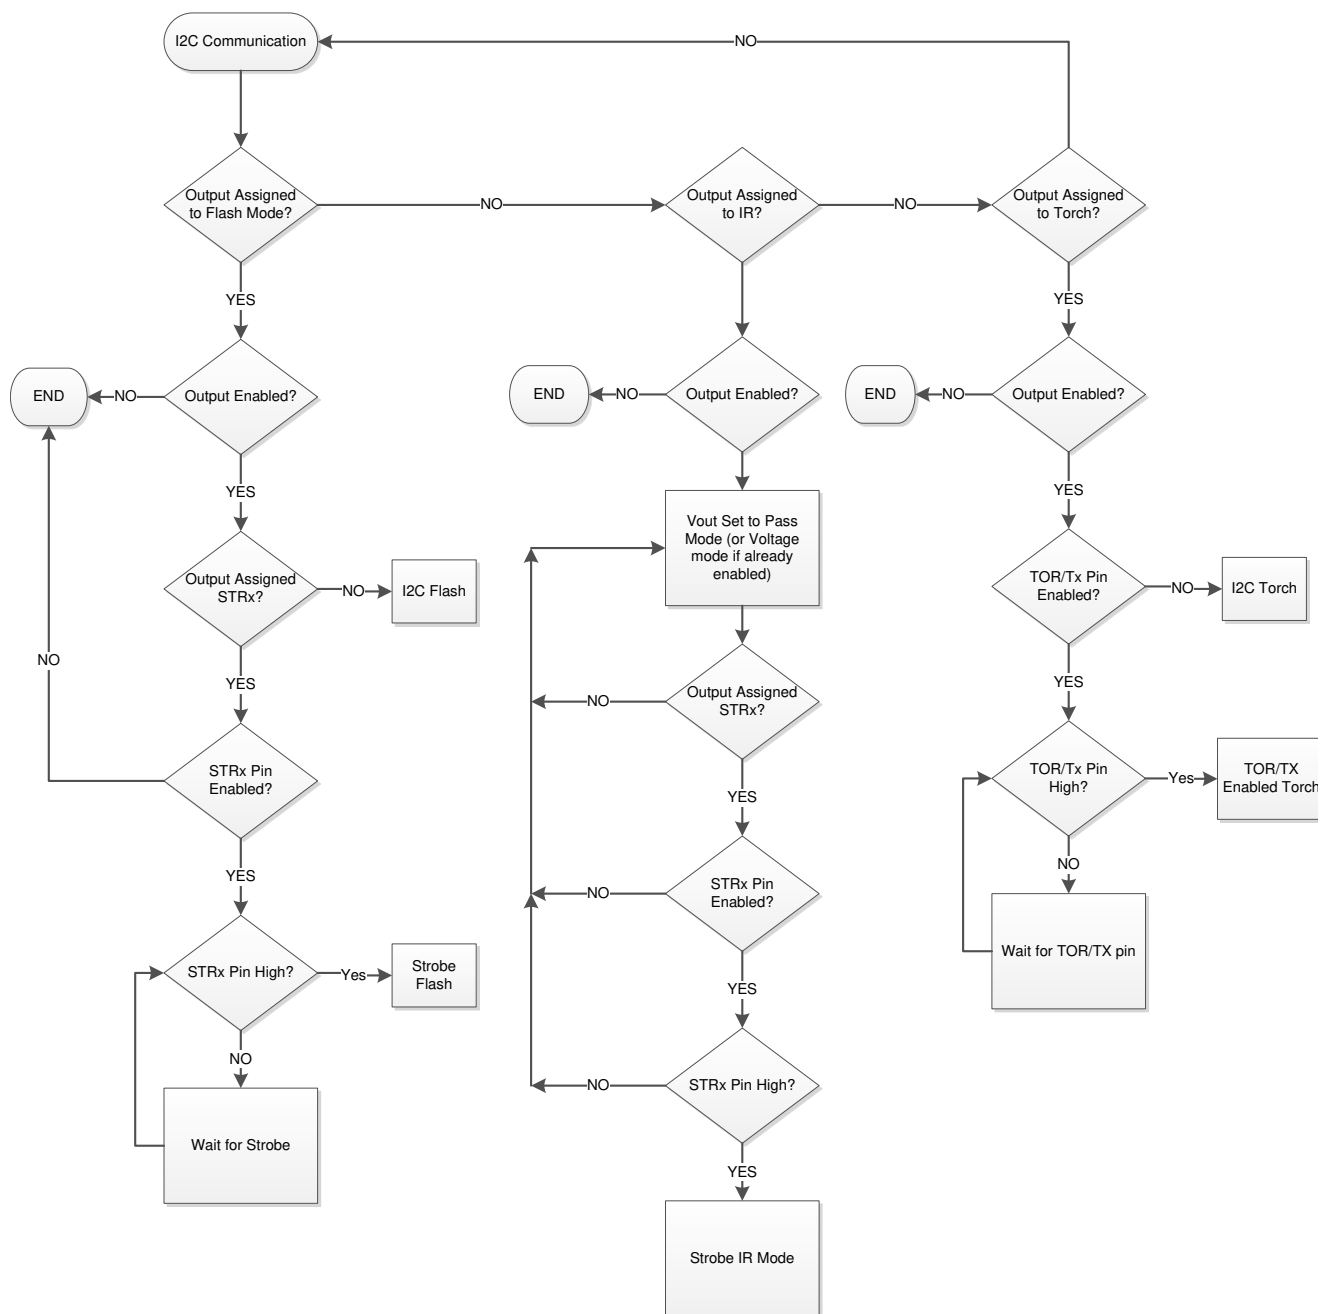 I2C Communication
NO
Output Assigned
to Flash Mode?
NO
Output Assigned
to IR?
NO
Output Assigned
to Torch?
YES
YES
END
NO
Output Enabled?
END
NO
Output Enabled?
END
NO
Output Enabled?
YES
YES
Output Assigned
STRx?
NO
I2C Flash
Vout Set to Pass
Mode (or Voltage
mode if already
enabled)
TOR/Tx Pin
Enabled?
NO
I2C Torch
NO
YES
YES
NO
Output Assigned
STRx?
STRx Pin
Enabled?
TOR/Tx Pin
High?
Yes
TOR/TX
Enabled Torch
YES
YES
NO
NO
STRx Pin
Enabled?
STRx Pin High?
Yes
Strobe
Flash
Wait for TOR/TX pin
YES
NO
NO
STRx Pin High?
Wait for Strobe
YES
Strobe IR Mode